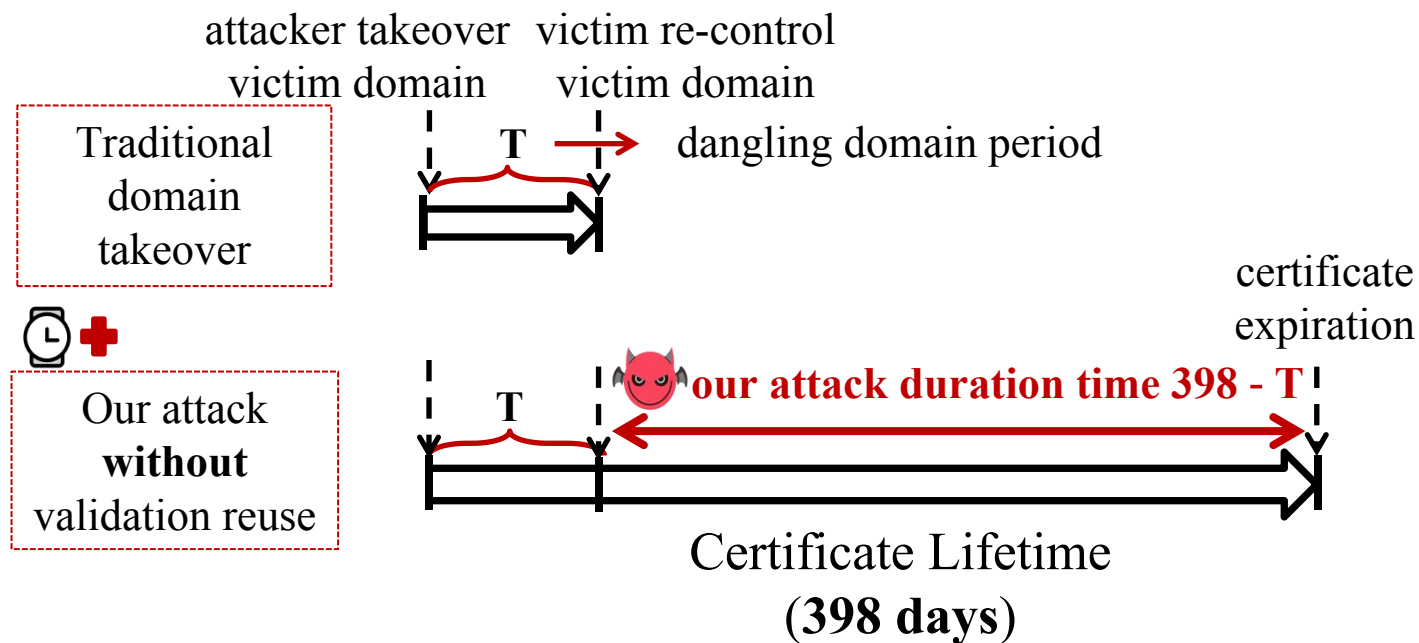 attacker takeover
victim domain
victim re-control
victim domain
Traditional
domain
takeover
T
dangling domain period
certificate
expiration
Our attack
without
validation reuse
T
our attack duration time 398 - T
Certificate Lifetime
(398 days)